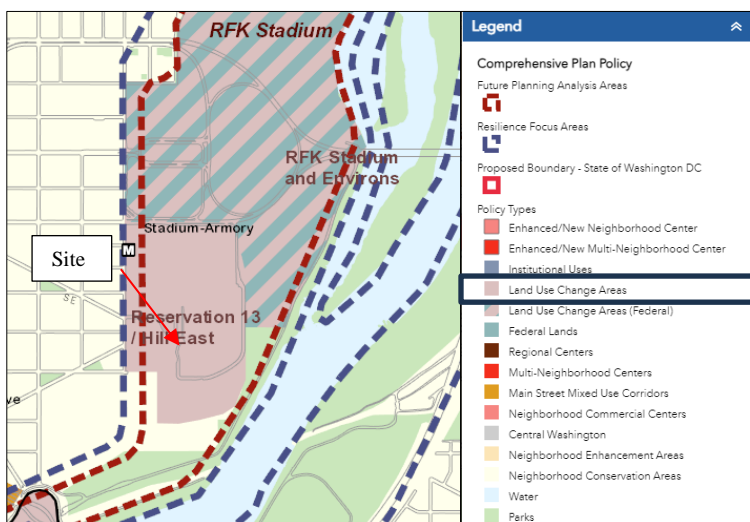 RFK Stadium
RFK Stadium
and Environs
Stadium-Armory
M
Site
SE
Reservation 13
/ Hill East
ve
Legend
Comprehensive Plan Policy
Future Planning Analysis Areas
Resilience Focus Areas
Proposed Boundary - State of Washington DC
Policy Types
Enhanced/New Neighborhood Center
Enhanced/New Multi-Neighborhood Center
Institutional Uses
Land Use Change Areas
Land Use Change Areas (Federal)
Federal Lands
Regional Centers
Multi-Neighborhood Centers
Main Street Mixed Use Corridors
Neighborhood Commercial Centers
Central Washington
Neighborhood Enhancement Areas
Neighborhood Conservation Areas
Water
Parks